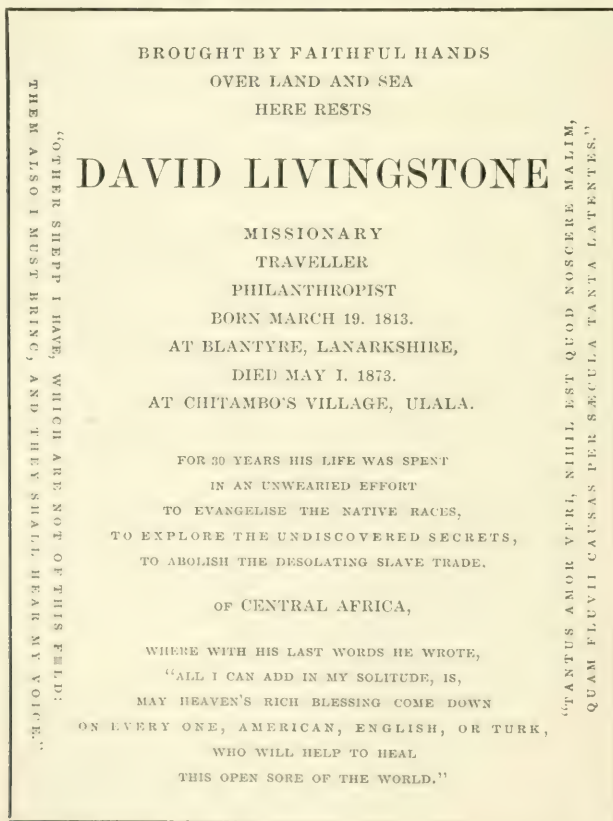 BROUGHT BY FAITHFUL HANDS
OVER LAND AND SEA
HERE RESTS
DAVID LIVINGSTONE
MISSIONARY
TRAVELLER
PHILANTHROPIST
BORN MARCH 19. 1813.
AT BLANTYRE, LANARKSHIRE,
DIED MAY 1. 1873.
AT CHITAMBO'S VILLAGE, ULALA.
FOR 30 YEARS HIS LIFE WAS SPENT
IN AN UNWEARIED EFFORT
TO EVANGELISE THE NATIVE RACES,
TO EXPLORE THE UNDISCOVERED SECRETS,
TO ABOLISH THE DESOLATING SLAVE TRADE.
OF CENTRAL AFRICA,
WHERE WITH HIS LAST WORDS HE WROTE,
"ALL I CAN ADD IN MY SOLITUDE, IS,
MAY HEAVEN'S RICH BLESSING COME DOWN
ON EVERY ONE, AMERICAN, ENGLISH, OR TURK,
WHO WILL HELP TO HEAL
THIS OPEN SORE OF THE WORLD."
"OTHER SHEPP I HAVE, WHICH ARE NOT OF THIS FELD:
THEM ALSO I MUST BRING, AND THEY SHALL HEAR MY VOICE."
"TANTUS AMOR VERI, NIHIL EST QUOD NOSCERE MALIM,
QUAM FLUVII CAUSAS PER SÆCULA TANTA LATENTES."